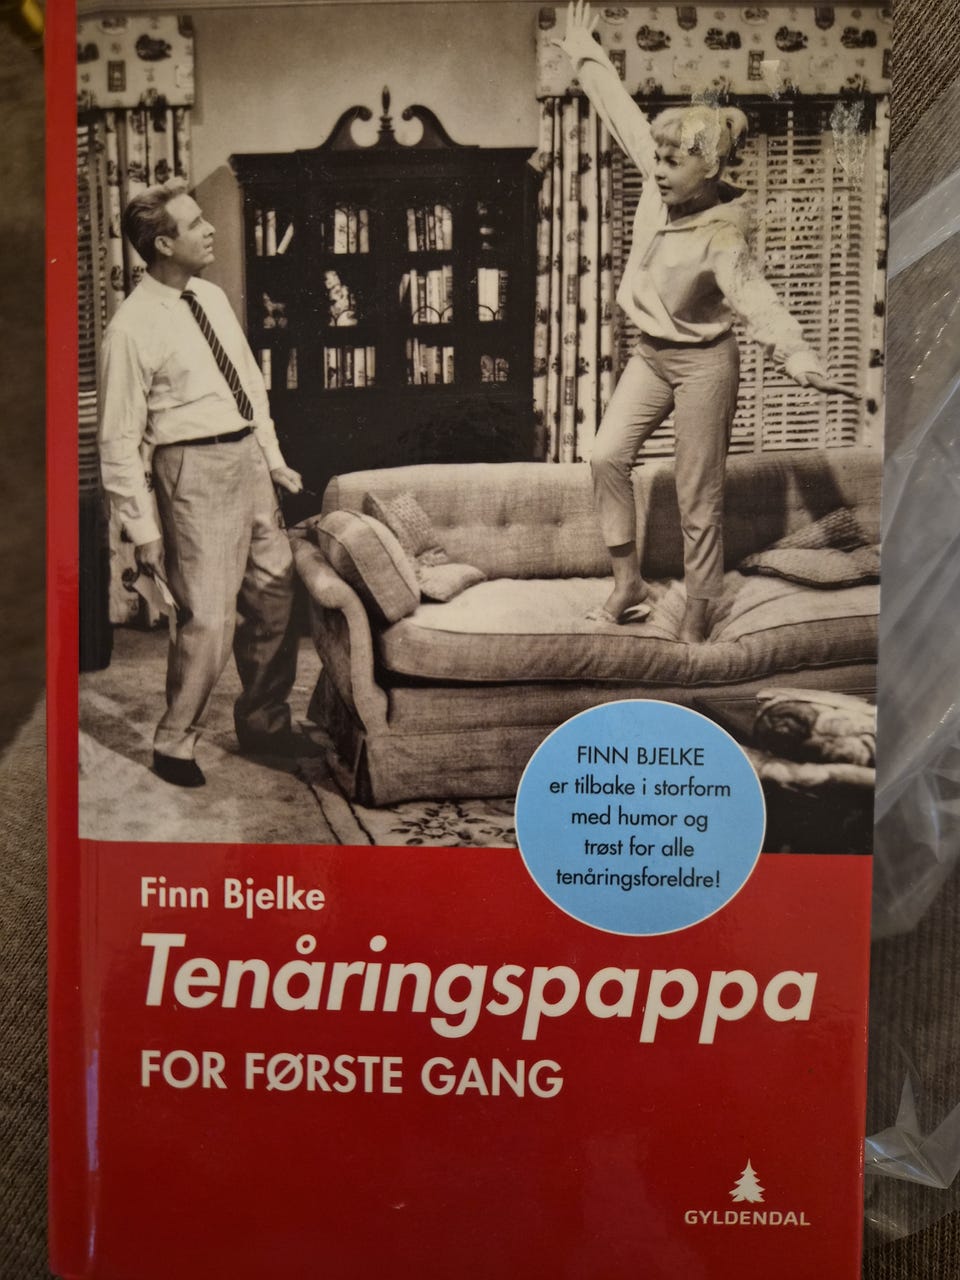 FINN BJELKE
er tilbake i storform
med humor og
trøst for alle
tenåringsforeldre!
Finn Bjelke
Tenåringspappa
FOR FØRSTE GANG
GYLDENDAL